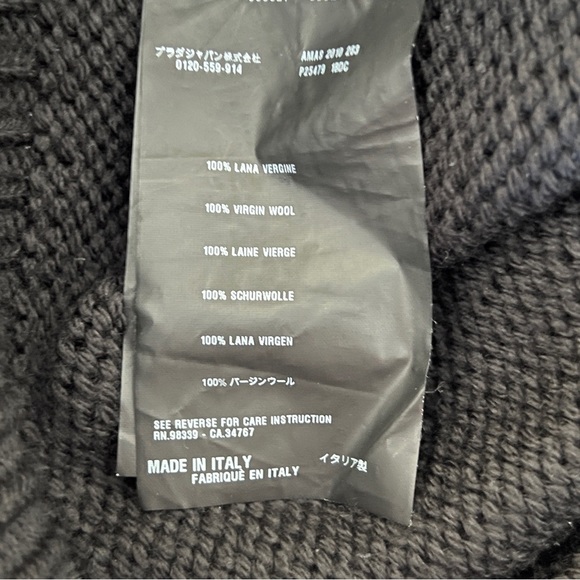 プラダジャパン株式会社
0120-559-914
AMAS 2019 203
P25479 18DC
100% LANA VERGINE
100% VIRGIN WOOL
100% LAINE VIERGE
100% SCHURWOLLE
100% LANA VIRGEN
100% バージンウール
SEE REVERSE FOR CARE INSTRUCTION
RN.98339 - CA.34767
MADE IN ITALY
FABRIQUÉ EN ITALY
イタリア製